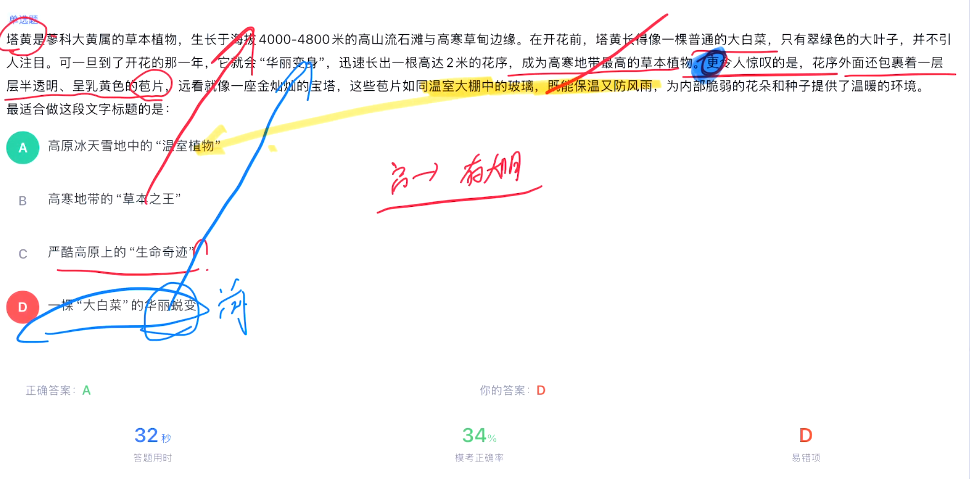 单选题
塔黄是蓼科大黄属的草本植物，生长于海拔4000-4800米的高山流石滩与高寒草甸边缘。在开花前，塔黄长得像一棵普通的大白菜，只有翠绿色的大叶子，并不引
人注目。可一旦到了开花的那一年，它就会“华丽变身”，迅速长出一根高达2米的花序，成为高寒地带最高的草本植物。更令人惊叹的是，花序外面还包裹着一层
层半透明、呈乳黄色的苞片，远看就像一座金灿灿的宝塔，这些苞片如同温室大棚中的玻璃，既能保温又防风雨，为内部脆弱的花朵和种子提供了温暖的环境。
最适合做这段文字标题的是：
A 高原冰天雪地中的“温室植物”
B 高寒地带的“草本之王”
C 严酷高原上的“生命奇迹”
D 一棵“大白菜”的华丽蜕变
正确答案：A 你的答案：D
32秒 34% D
答题用时 模考正确率 易错项